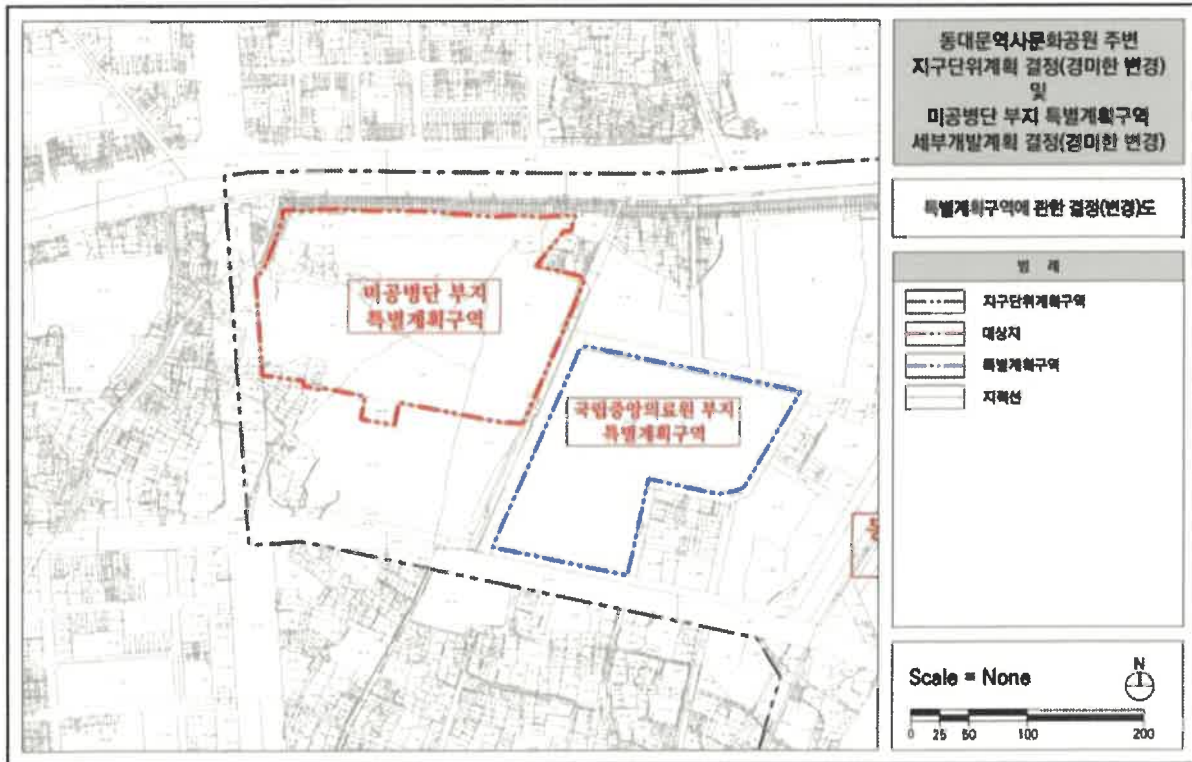 동대문역사문화공원 주변
지구단위계획 결정(경미한 변경)
및
미공병단 부지 특별계획구역
세부개발계획 결정(경미한 변경)
특별계획구역에 관한 결정(변경)도
범 례
지구단위계획구역
대상지
특별계획구역
지적선
미공병단 부지
특별계획구역
국립중앙의료원 부지
특별계획구역
동
Scale = None
N
0 25 50 100 200